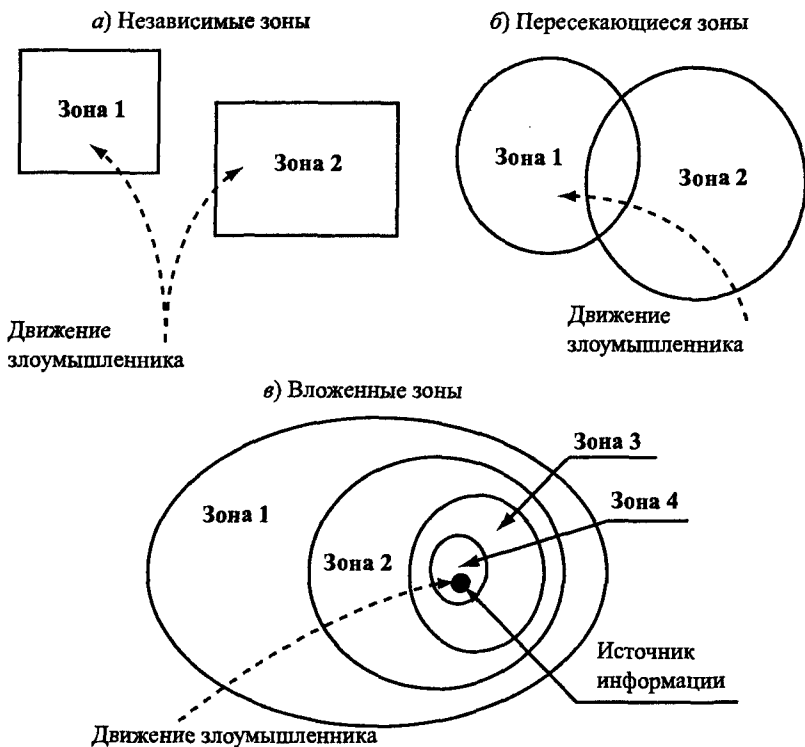 а) Независимые зоны
б) Пересекающиеся зоны
Зона 1
Зона 2
Движение
злоумышленника
Зона 1
Зона 2
Движение
злоумышленника
в) Вложенные зоны
Зона 3
Зона 4
Зона 1
Зона 2
Источник
информации
Движение злоумышленника